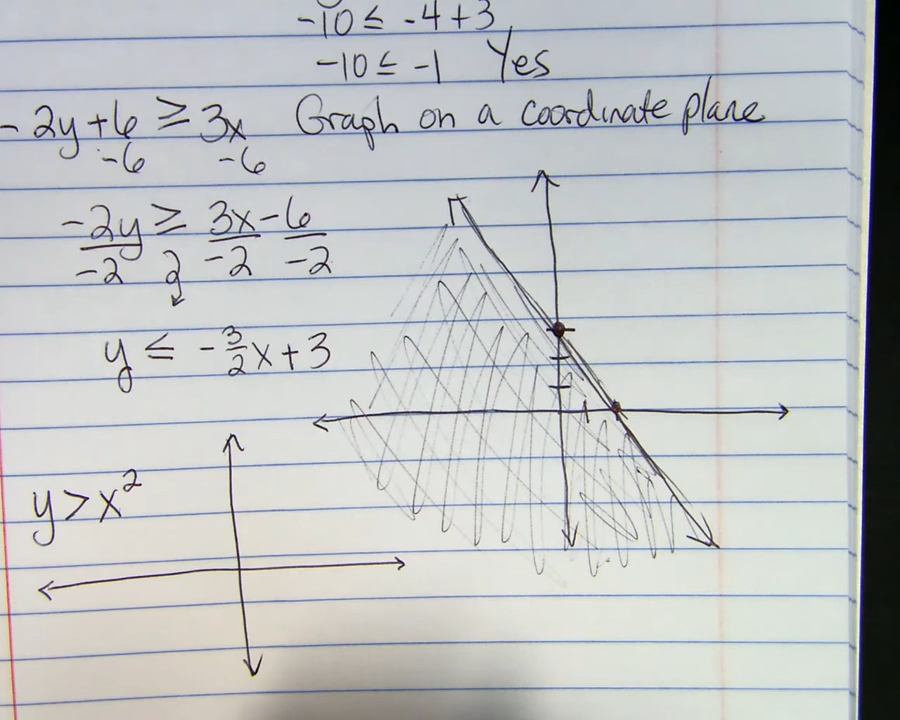 -10 ≤ -4 + 3
-10 ≤ -1 Yes
-2y + 6 ≥ 3x Graph on a coordinate plane
-6 -6
-2y ≥ 3x - 6
-2 2 -2 -2
y ≤ -3/2x + 3
y > x²